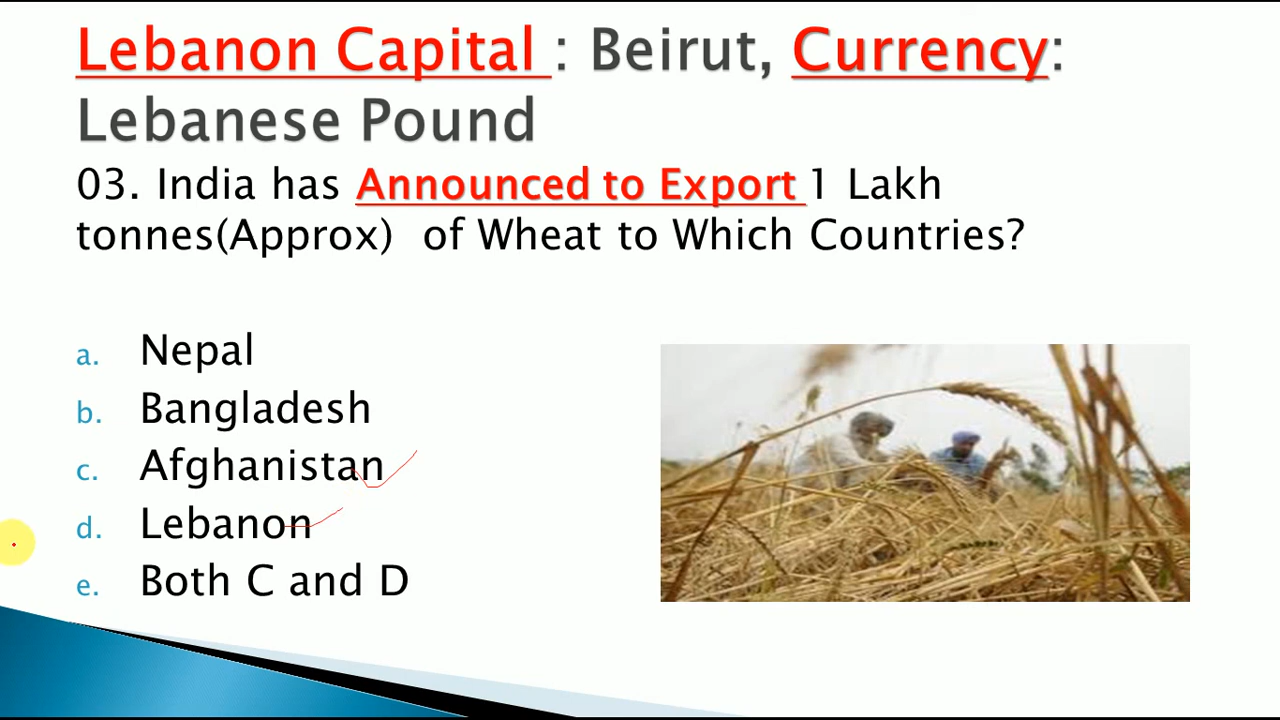 Lebanon Capital : Beirut, Currency:
Lebanese Pound
03. India has Announced to Export 1 Lakh
tonnes(Approx) of Wheat to Which Countries?
a. Nepal
b. Bangladesh
c. Afghanistan
d. Lebanon
e. Both C and D